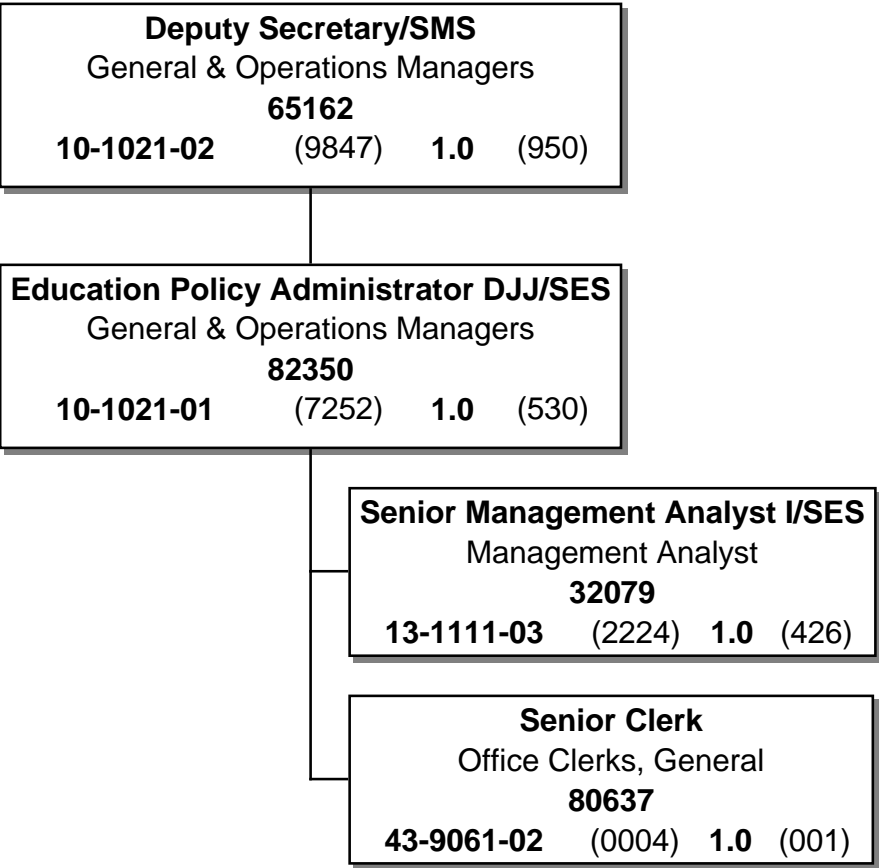 Deputy Secretary/SMS
General & Operations Managers
65162
10-1021-02 (9847) 1.0 (950)
Education Policy Administrator DJJ/SES
General & Operations Managers
82350
10-1021-01 (7252) 1.0 (530)
Senior Management Analyst I/SES
Management Analyst
32079
13-1111-03 (2224) 1.0 (426)
Senior Clerk
Office Clerks, General
80637
43-9061-02 (0004) 1.0 (001)